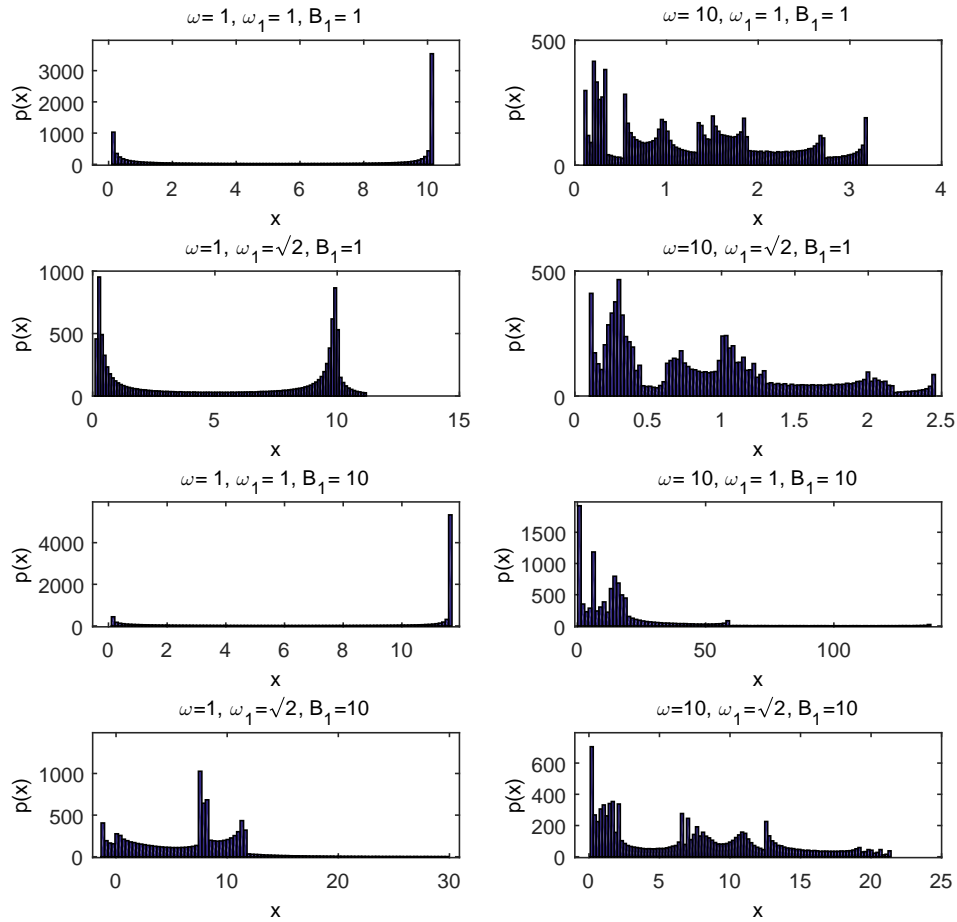 ω= 1, ω₁= 1, B₁= 1
p(x)
3000
2000
1000
0
0 2 4 6 8 10
x
ω= 10, ω₁= 1, B₁= 1
p(x)
500
0
0 1 2 3 4
x
ω=1, ω₁=√2, B₁=1
p(x)
1000
500
0
0 5 10 15
x
ω=10, ω₁=√2, B₁=1
p(x)
500
0
0 0.5 1 1.5 2 2.5
x
ω= 1, ω₁= 1, B₁= 10
p(x)
4000
2000
0
0 2 4 6 8 10
x
ω= 10, ω₁= 1, B₁= 10
p(x)
1500
1000
500
0
0 50 100
x
ω=1, ω₁=√2, B₁=10
p(x)
1000
500
0
0 10 20 30
x
ω=10, ω₁=√2, B₁=10
p(x)
600
400
200
0
0 5 10 15 20 25
x